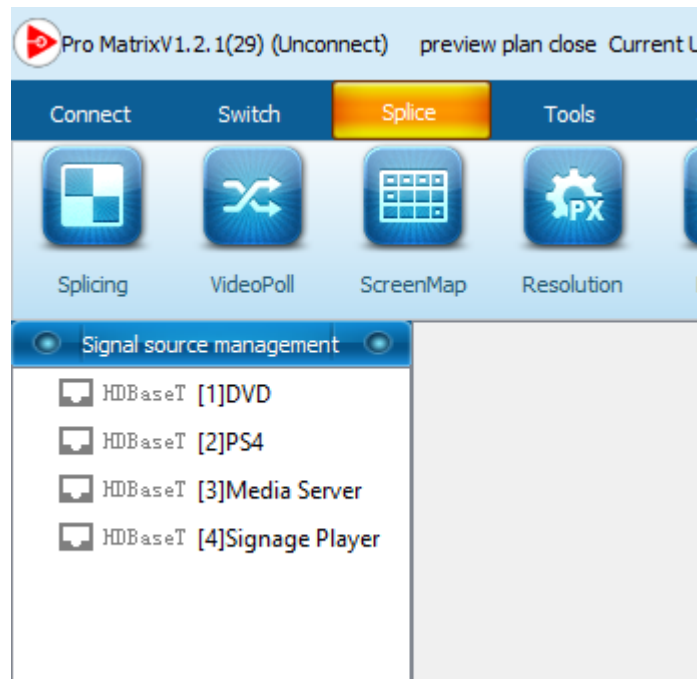 Pro MatrixV1.2.1(29) (Unconnect) preview plan close Current U
Connect Switch Splice Tools
PX
Splicing VideoPoll ScreenMap Resolution
Signal source management
HDBaseT [1]DVD
HDBaseT [2]PS4
HDBaseT [3]Media Server
HDBaseT [4]Signage Player